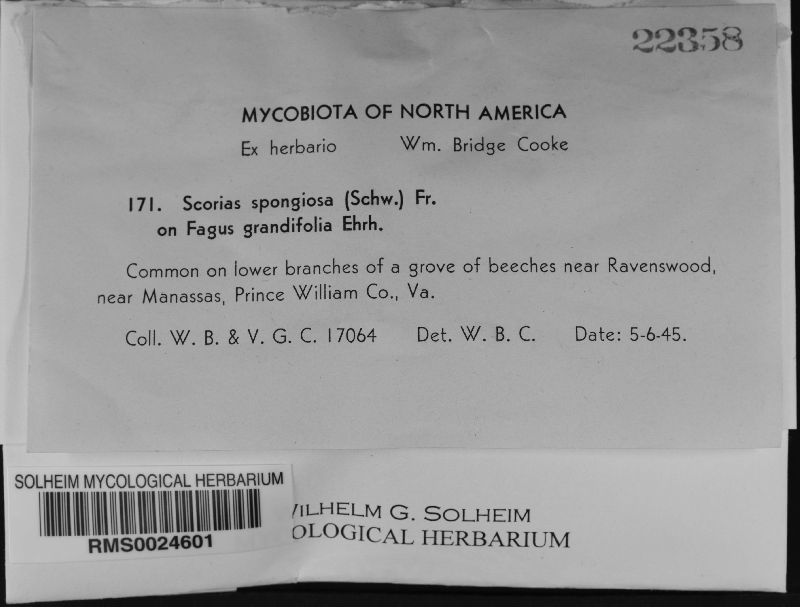 22358
MYCOBIOTA OF NORTH AMERICA
Ex herbario Wm. Bridge Cooke
171. Scorias spongiosa (Schw.) Fr.
on Fagus grandifolia Ehrh.
Common on lower branches of a grove of beeches near Ravenswood,
near Manassas, Prince William Co., Va.
Coll. W. B. & V. G. C. 17064 Det. W. B. C. Date: 5-6-45.
SOLHEIM MYCOLOGICAL HERBARIUM
RMS0024601
ILHELM G. SOLHEIM
OLOGICAL HERBARIUM